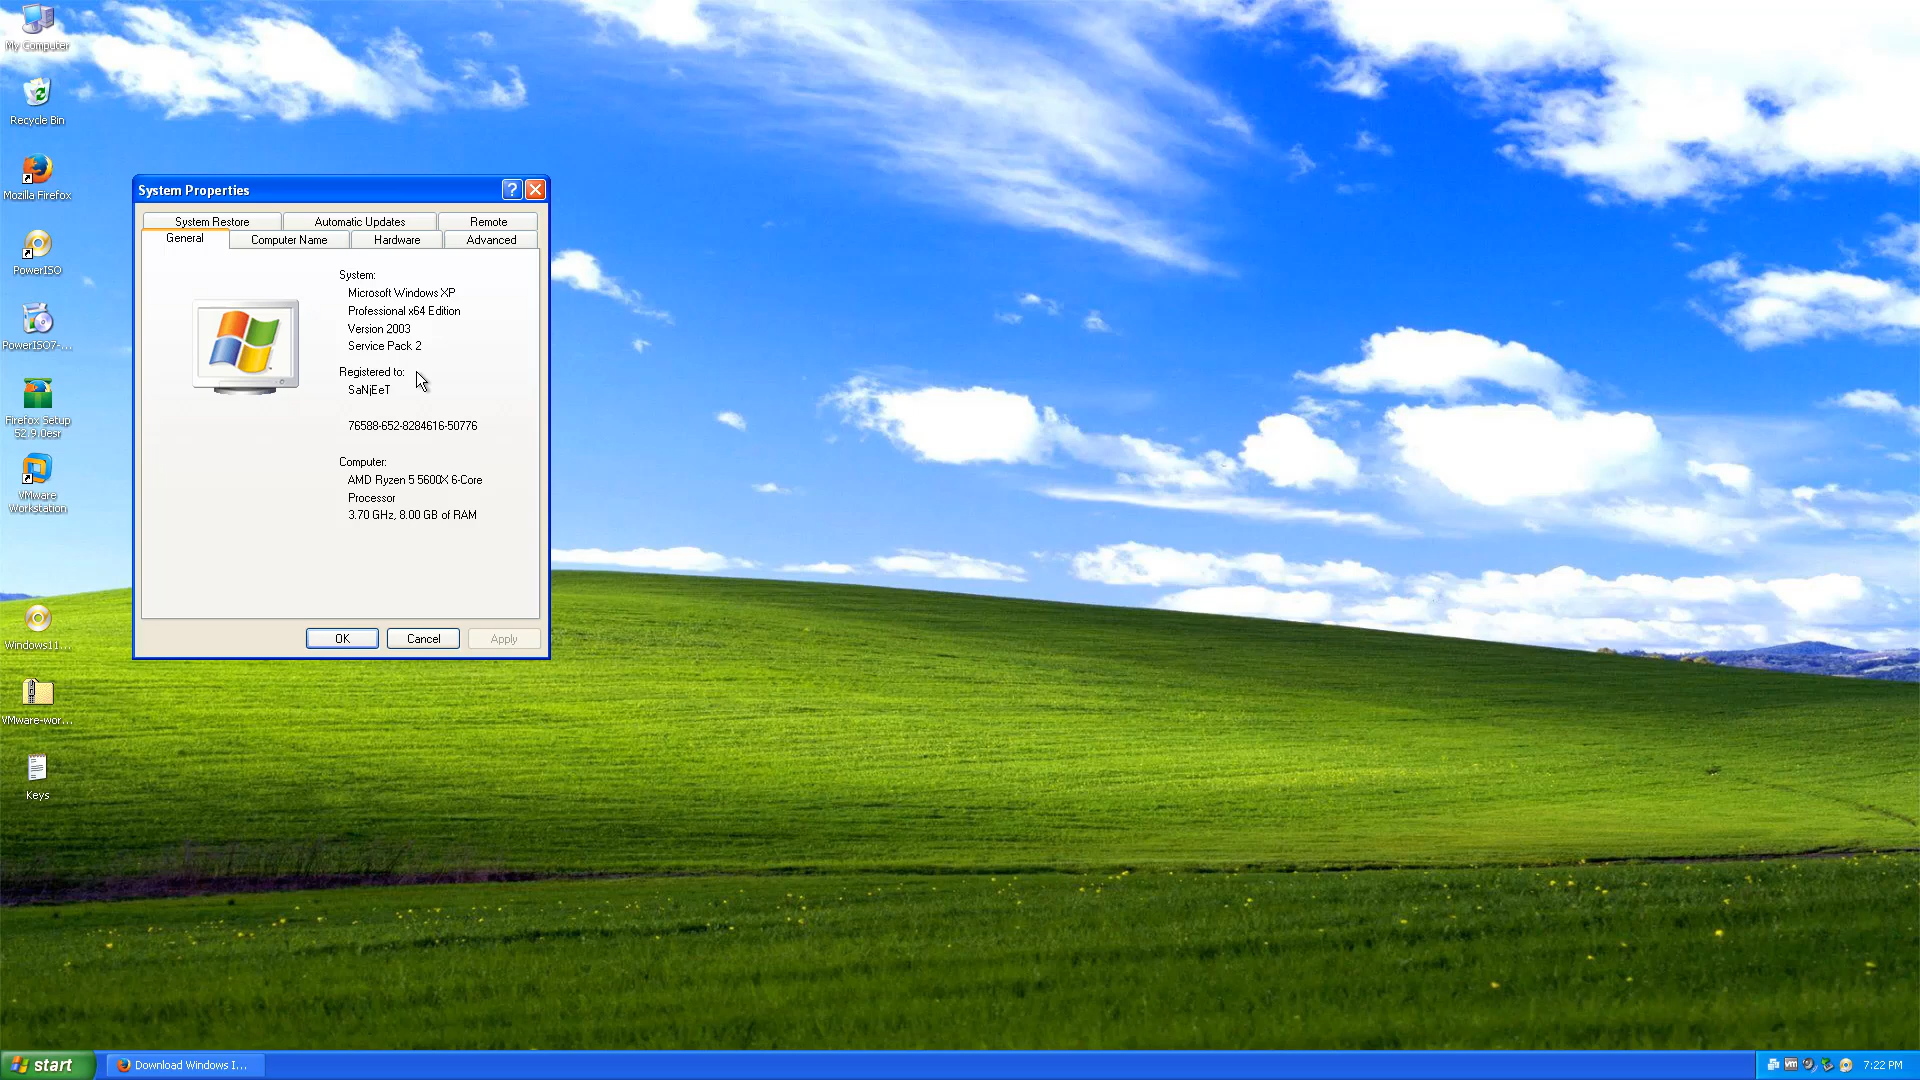 My Computer
Recycle Bin
Mozilla Firefox
PowerISO
PowerISO7-...
Firefox Setup
52.9.0esr
VMware
Workstation
Windows11...
VMware-wor...
Keys
System Properties
System Restore
Automatic Updates
Remote
General
Computer Name
Hardware
Advanced
System:
Microsoft Windows XP
Professional x64 Edition
Version 2003
Service Pack 2
Registered to:
SaNjEeT
76588-652-8284616-50776
Computer:
AMD Ryzen 5 5600X 6-Core
Processor
3.70 GHz, 8.00 GB of RAM
OK
Cancel
Apply
start
Download Windows I...
vm
7:22 PM